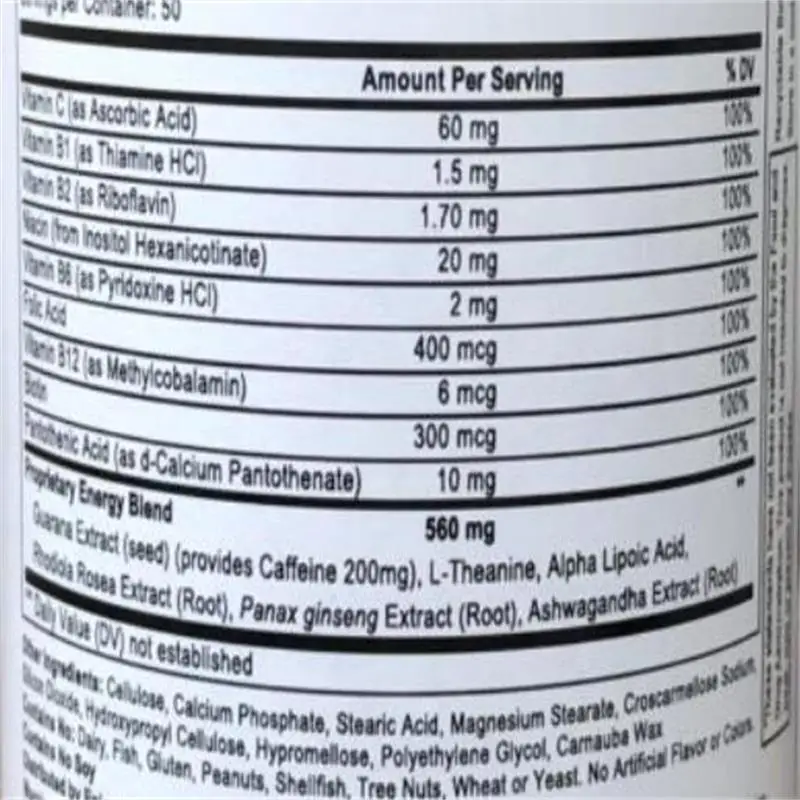 Servings per Container: 50
Amount Per Serving % DV
Vitamin C (as Ascorbic Acid) 60 mg 100%
Vitamin B1 (as Thiamine HCl) 1.5 mg 100%
Vitamin B2 (as Riboflavin) 1.70 mg 100%
Niacin (from Inositol Hexanicotinate) 20 mg 100%
Vitamin B6 (as Pyridoxine HCl) 2 mg 100%
Folic Acid 400 mcg 100%
Vitamin B12 (as Methylcobalamin) 6 mcg 100%
Biotin 300 mcg 100%
Pantothenic Acid (as d-Calcium Pantothenate) 10 mg 100%
Proprietary Energy Blend 560 mg **
Guarana Extract (seed) (provides Caffeine 200mg), L-Theanine, Alpha Lipoic Acid,
Rhodiola Rosea Extract (Root), Panax ginseng Extract (Root), Ashwagandha Extract (Root)
** Daily Value (DV) not established
Other Ingredients: Cellulose, Calcium Phosphate, Stearic Acid, Magnesium Stearate, Croscarmellose Sodium,
Silicon Dioxide, Hydroxypropyl Cellulose, Hypromellose, Polyethylene Glycol, Carnauba Wax
Contains No: Dairy, Fish, Gluten, Peanuts, Shellfish, Tree Nuts, Wheat or Yeast. No Artificial Flavor or Colors.
Contains No Soy
Distributed by